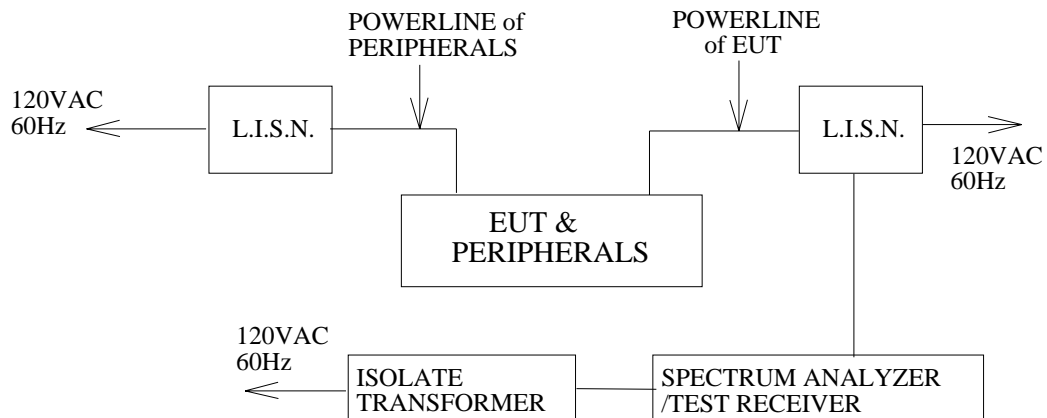 POWERLINE of
PERIPHERALS
POWERLINE
of EUT
120VAC
60Hz
L.I.S.N.
L.I.S.N.
120VAC
60Hz
EUT &
PERIPHERALS
120VAC
60Hz
ISOLATE
TRANSFORMER
SPECTRUM ANALYZER
/TEST RECEIVER